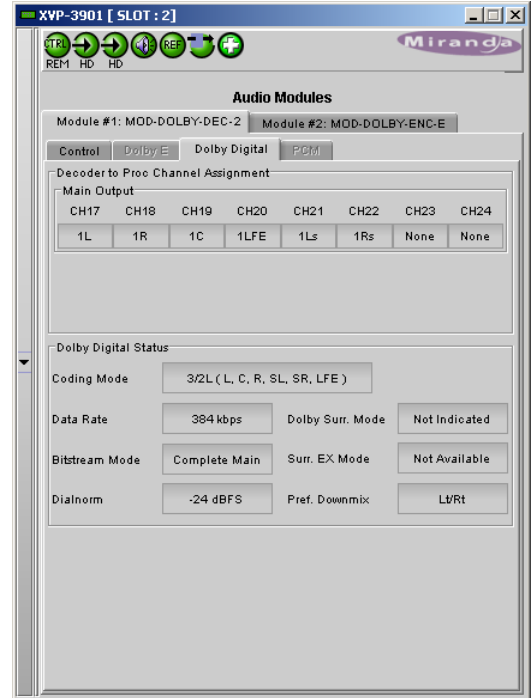 XVP-3901 [ SLOT : 2]
CTRL REF
REM HD HD
Miranda
Audio Modules
Module #1: MOD-DOLBY-DEC-2 Module #2: MOD-DOLBY-ENC-E
Control Dolby E Dolby Digital PCM
Decoder to Proc Channel Assignment
Main Output
CH17 CH18 CH19 CH20 CH21 CH22 CH23 CH24
1L 1R 1C 1LFE 1Ls 1Rs None None
Dolby Digital Status
Coding Mode 3/2L ( L, C, R, SL, SR, LFE )
Data Rate 384 kbps Dolby Surr. Mode Not Indicated
Bitstream Mode Complete Main Surr. EX Mode Not Available
Dialnorm -24 dBFS Pref. Downmix Lt/Rt